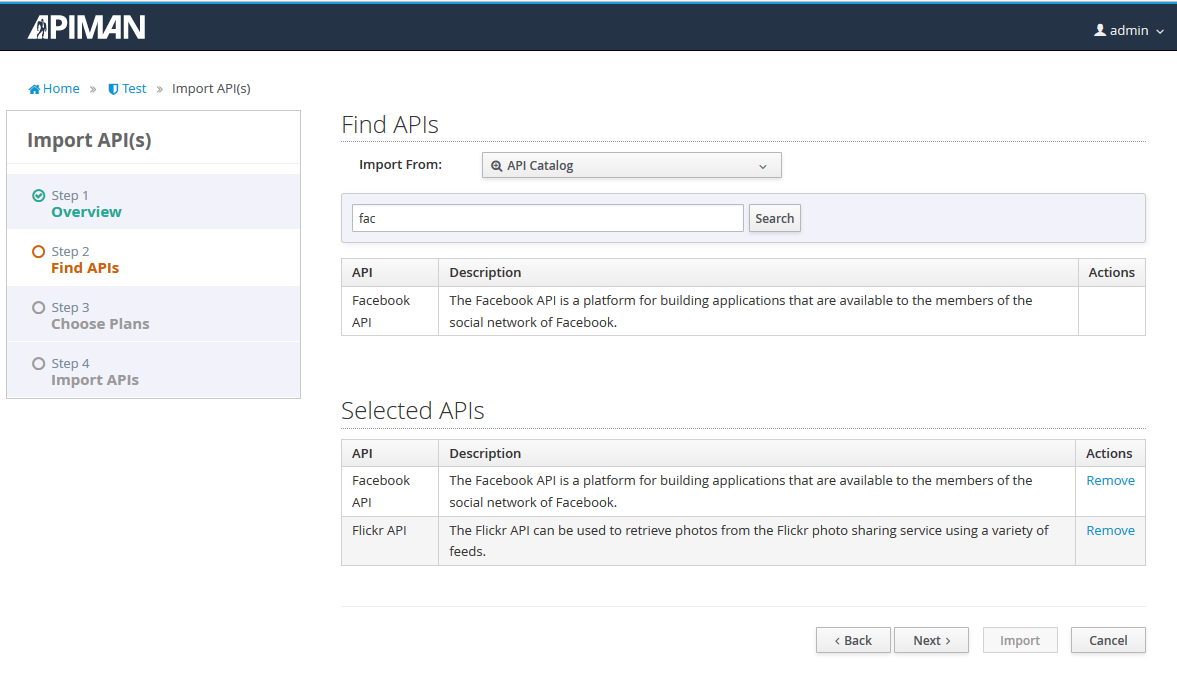 APIMAN
admin
Home » Test » Import API(s)
Import API(s)
Step 1
Overview
Step 2
Find APIs
Step 3
Choose Plans
Step 4
Import APIs
Find APIs
Import From: API Catalog
fac Search
API Description Actions
Facebook The Facebook API is a platform for building applications that are available to the members of the
API social network of Facebook.
Selected APIs
API Description Actions
Facebook The Facebook API is a platform for building applications that are available to the members of the Remove
API social network of Facebook.
Flickr API The Flickr API can be used to retrieve photos from the Flickr photo sharing service using a variety of Remove
feeds.
‹ Back Next › Import Cancel